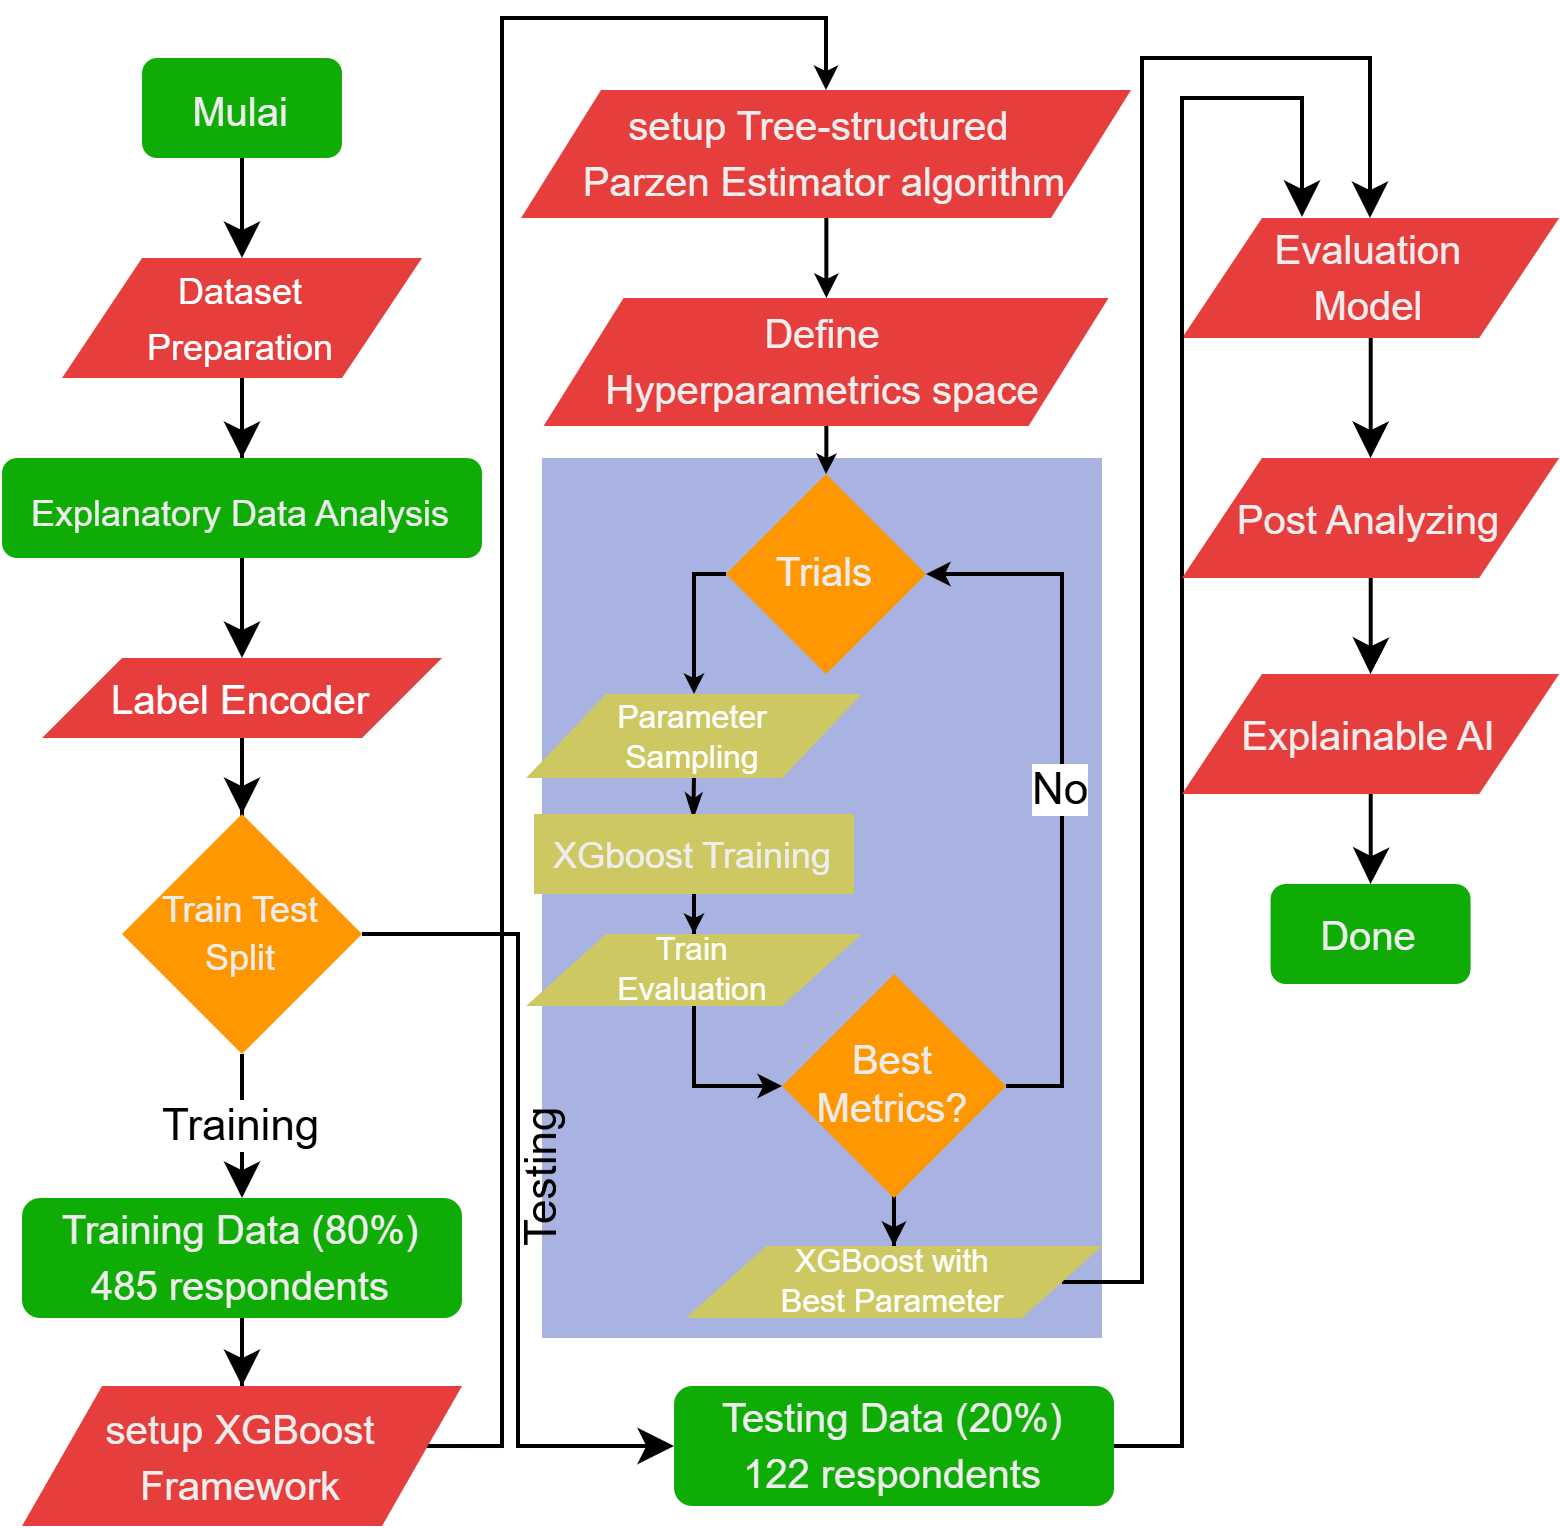 Mulai
Dataset
Preparation
Explanatory Data Analysis
Label Encoder
Train Test
Split
Training
Training Data (80%)
485 respondents
setup XGBoost
Framework
setup Tree-structured
Parzen Estimator algorithm
Define
Hyperparametrics space
Trials
Parameter
Sampling
XGboost Training
Train
Evaluation
Best
Metrics?
No
XGBoost with
Best Parameter
Testing
Testing Data (20%)
122 respondents
Evaluation
Model
Post Analyzing
Explainable AI
Done